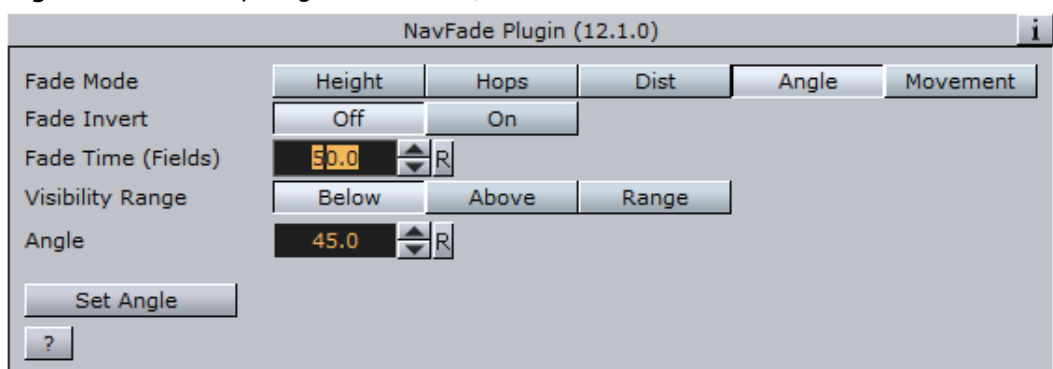 NavFade Plugin (12.1.0) i
Fade Mode Height Hops Dist Angle Movement
Fade Invert Off On
Fade Time (Fields) 50.0 R
Visibility Range Below Above Range
Angle 45.0 R
Set Angle
?